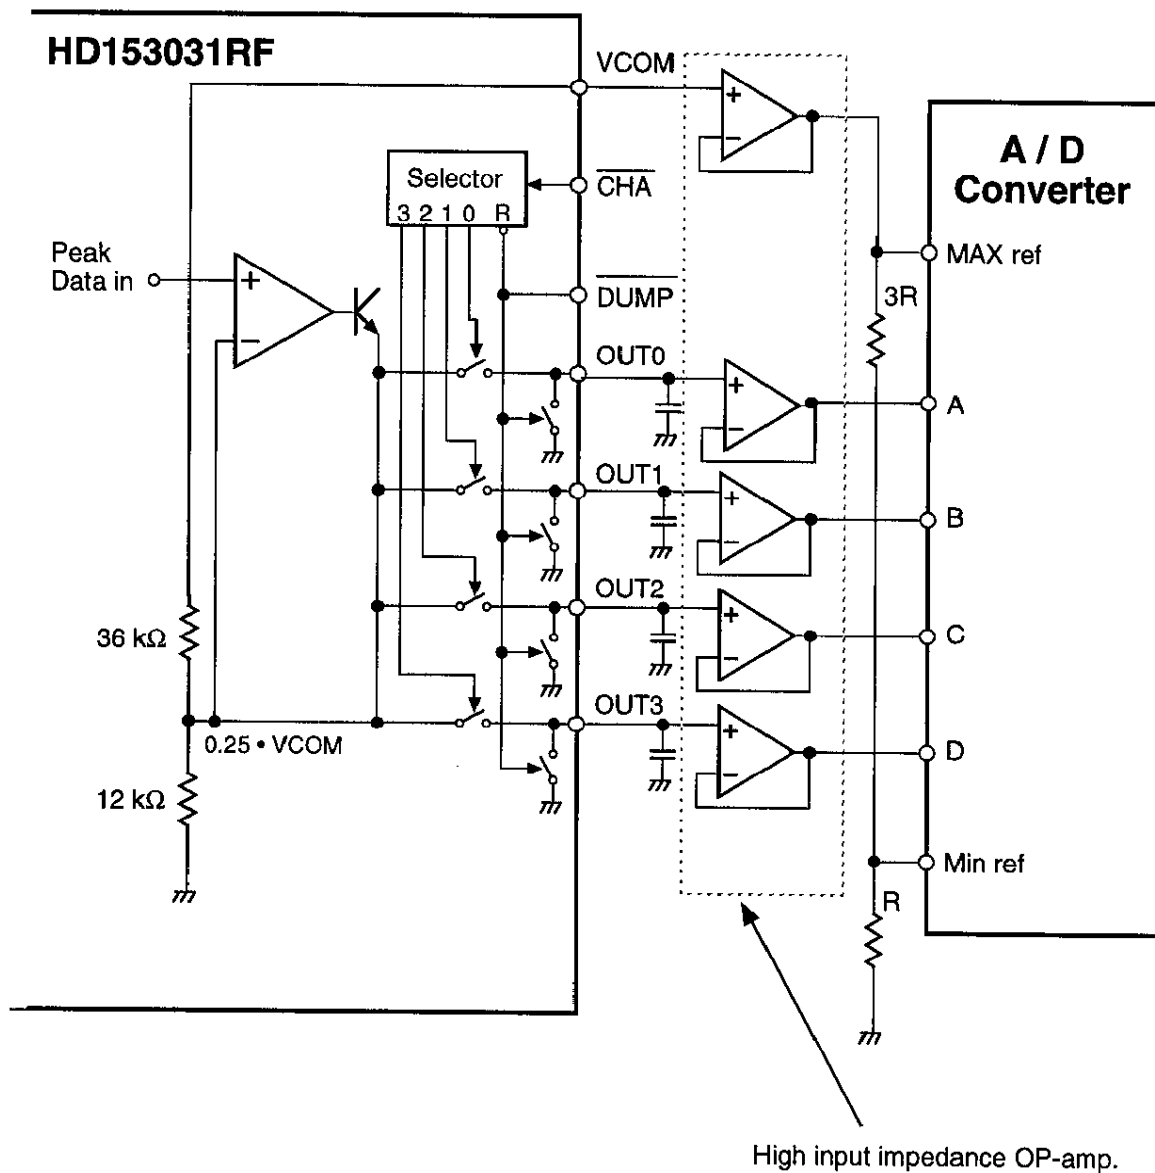 HD153031RF
VCOM
A / D
Converter
Selector
3 2 1 0 R
CHA
Peak
Data in
MAX ref
DUMP
3R
OUT0
A
OUT1
B
OUT2
36 kΩ
C
OUT3
0.25 • VCOM
D
12 kΩ
Min ref
R
High input impedance OP-amp.